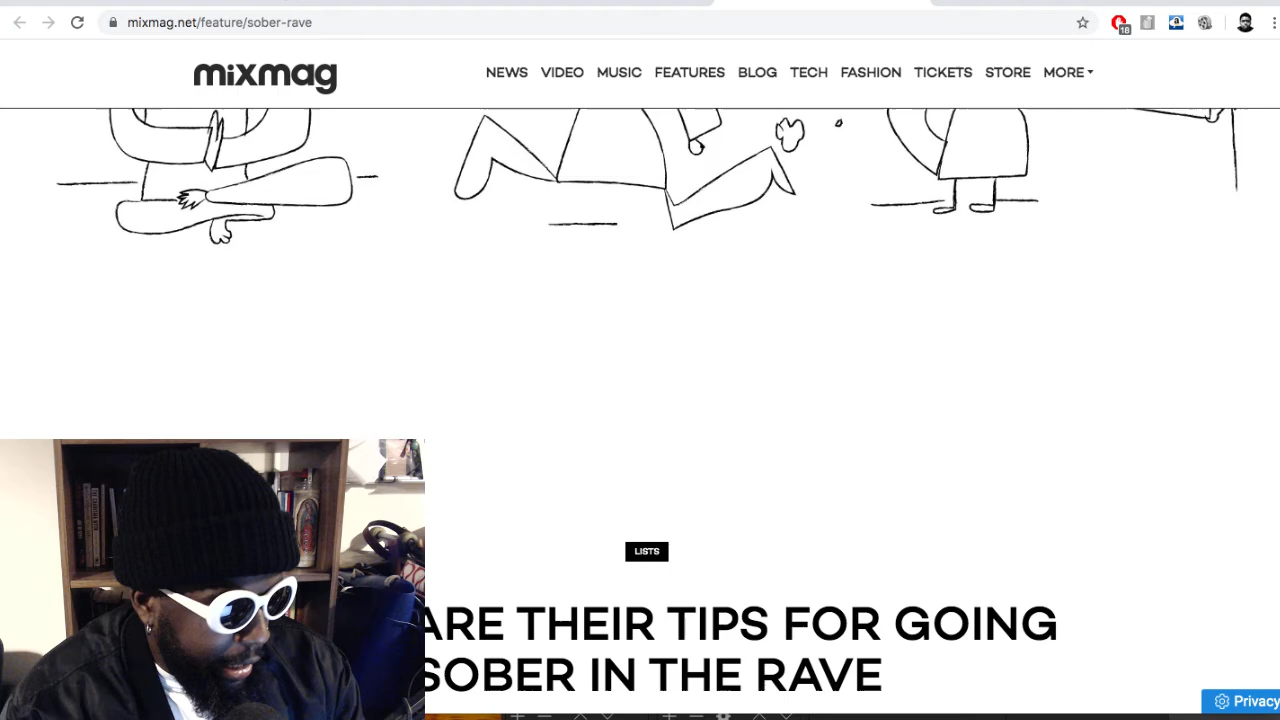 mixmag.net/feature/sober-rave
18
mixmag
NEWS VIDEO MUSIC FEATURES BLOG TECH FASHION TICKETS STORE MORE
LISTS
ARE THEIR TIPS FOR GOING
SOBER IN THE RAVE
Privacy